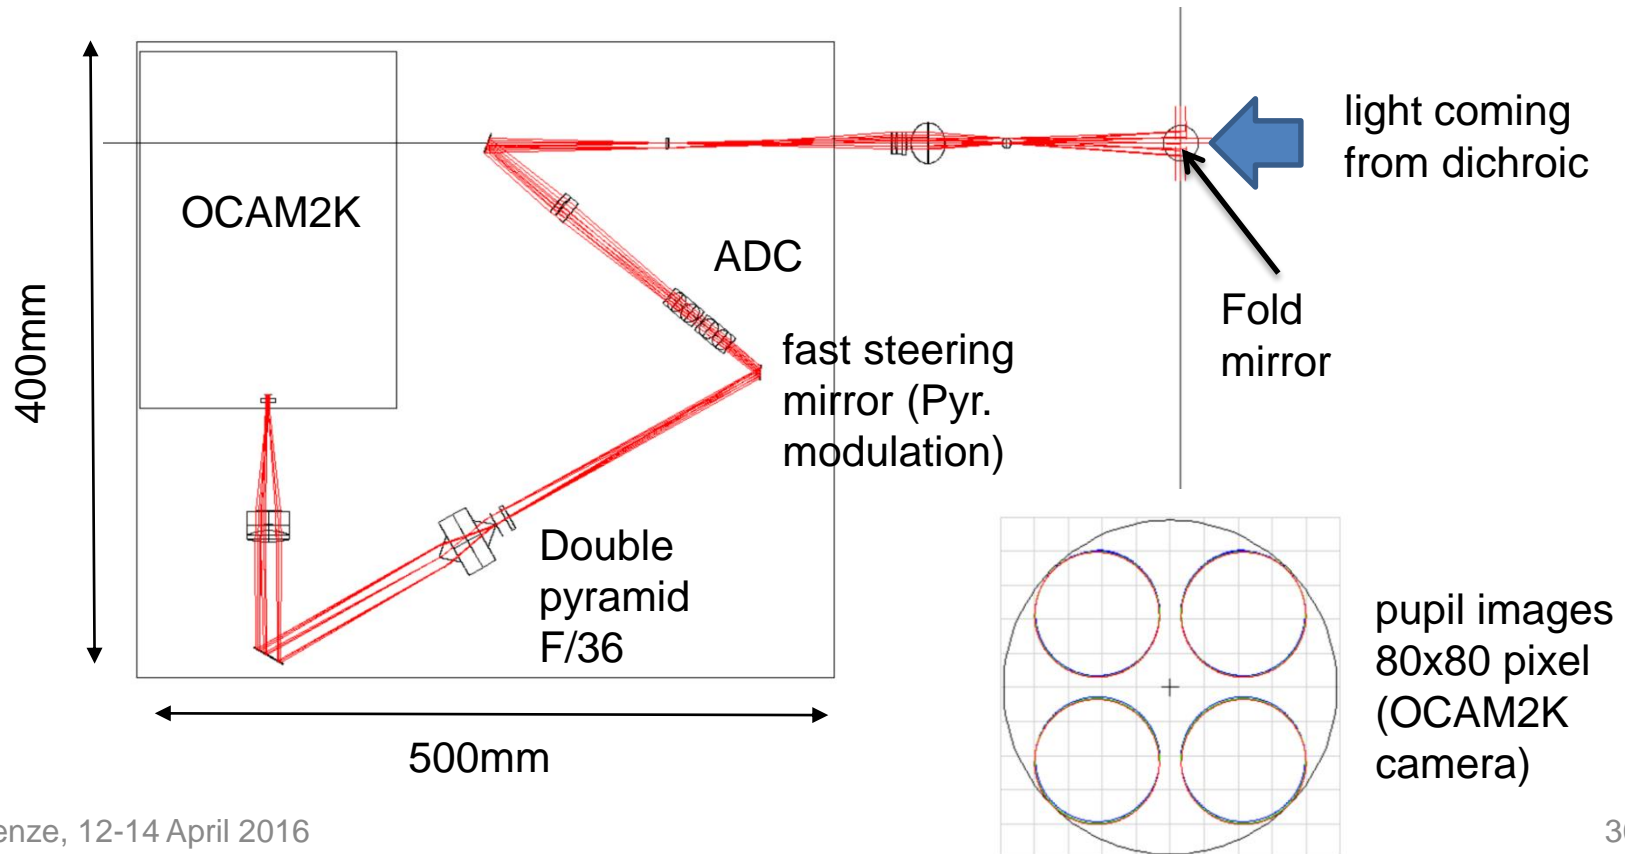 OCAM2K
400mm
ADC
fast steering
mirror (Pyr.
modulation)
light coming
from dichroic
Fold
mirror
Double
pyramid
F/36
500mm
pupil images
80x80 pixel
(OCAM2K
camera)
enze, 12-14 April 2016